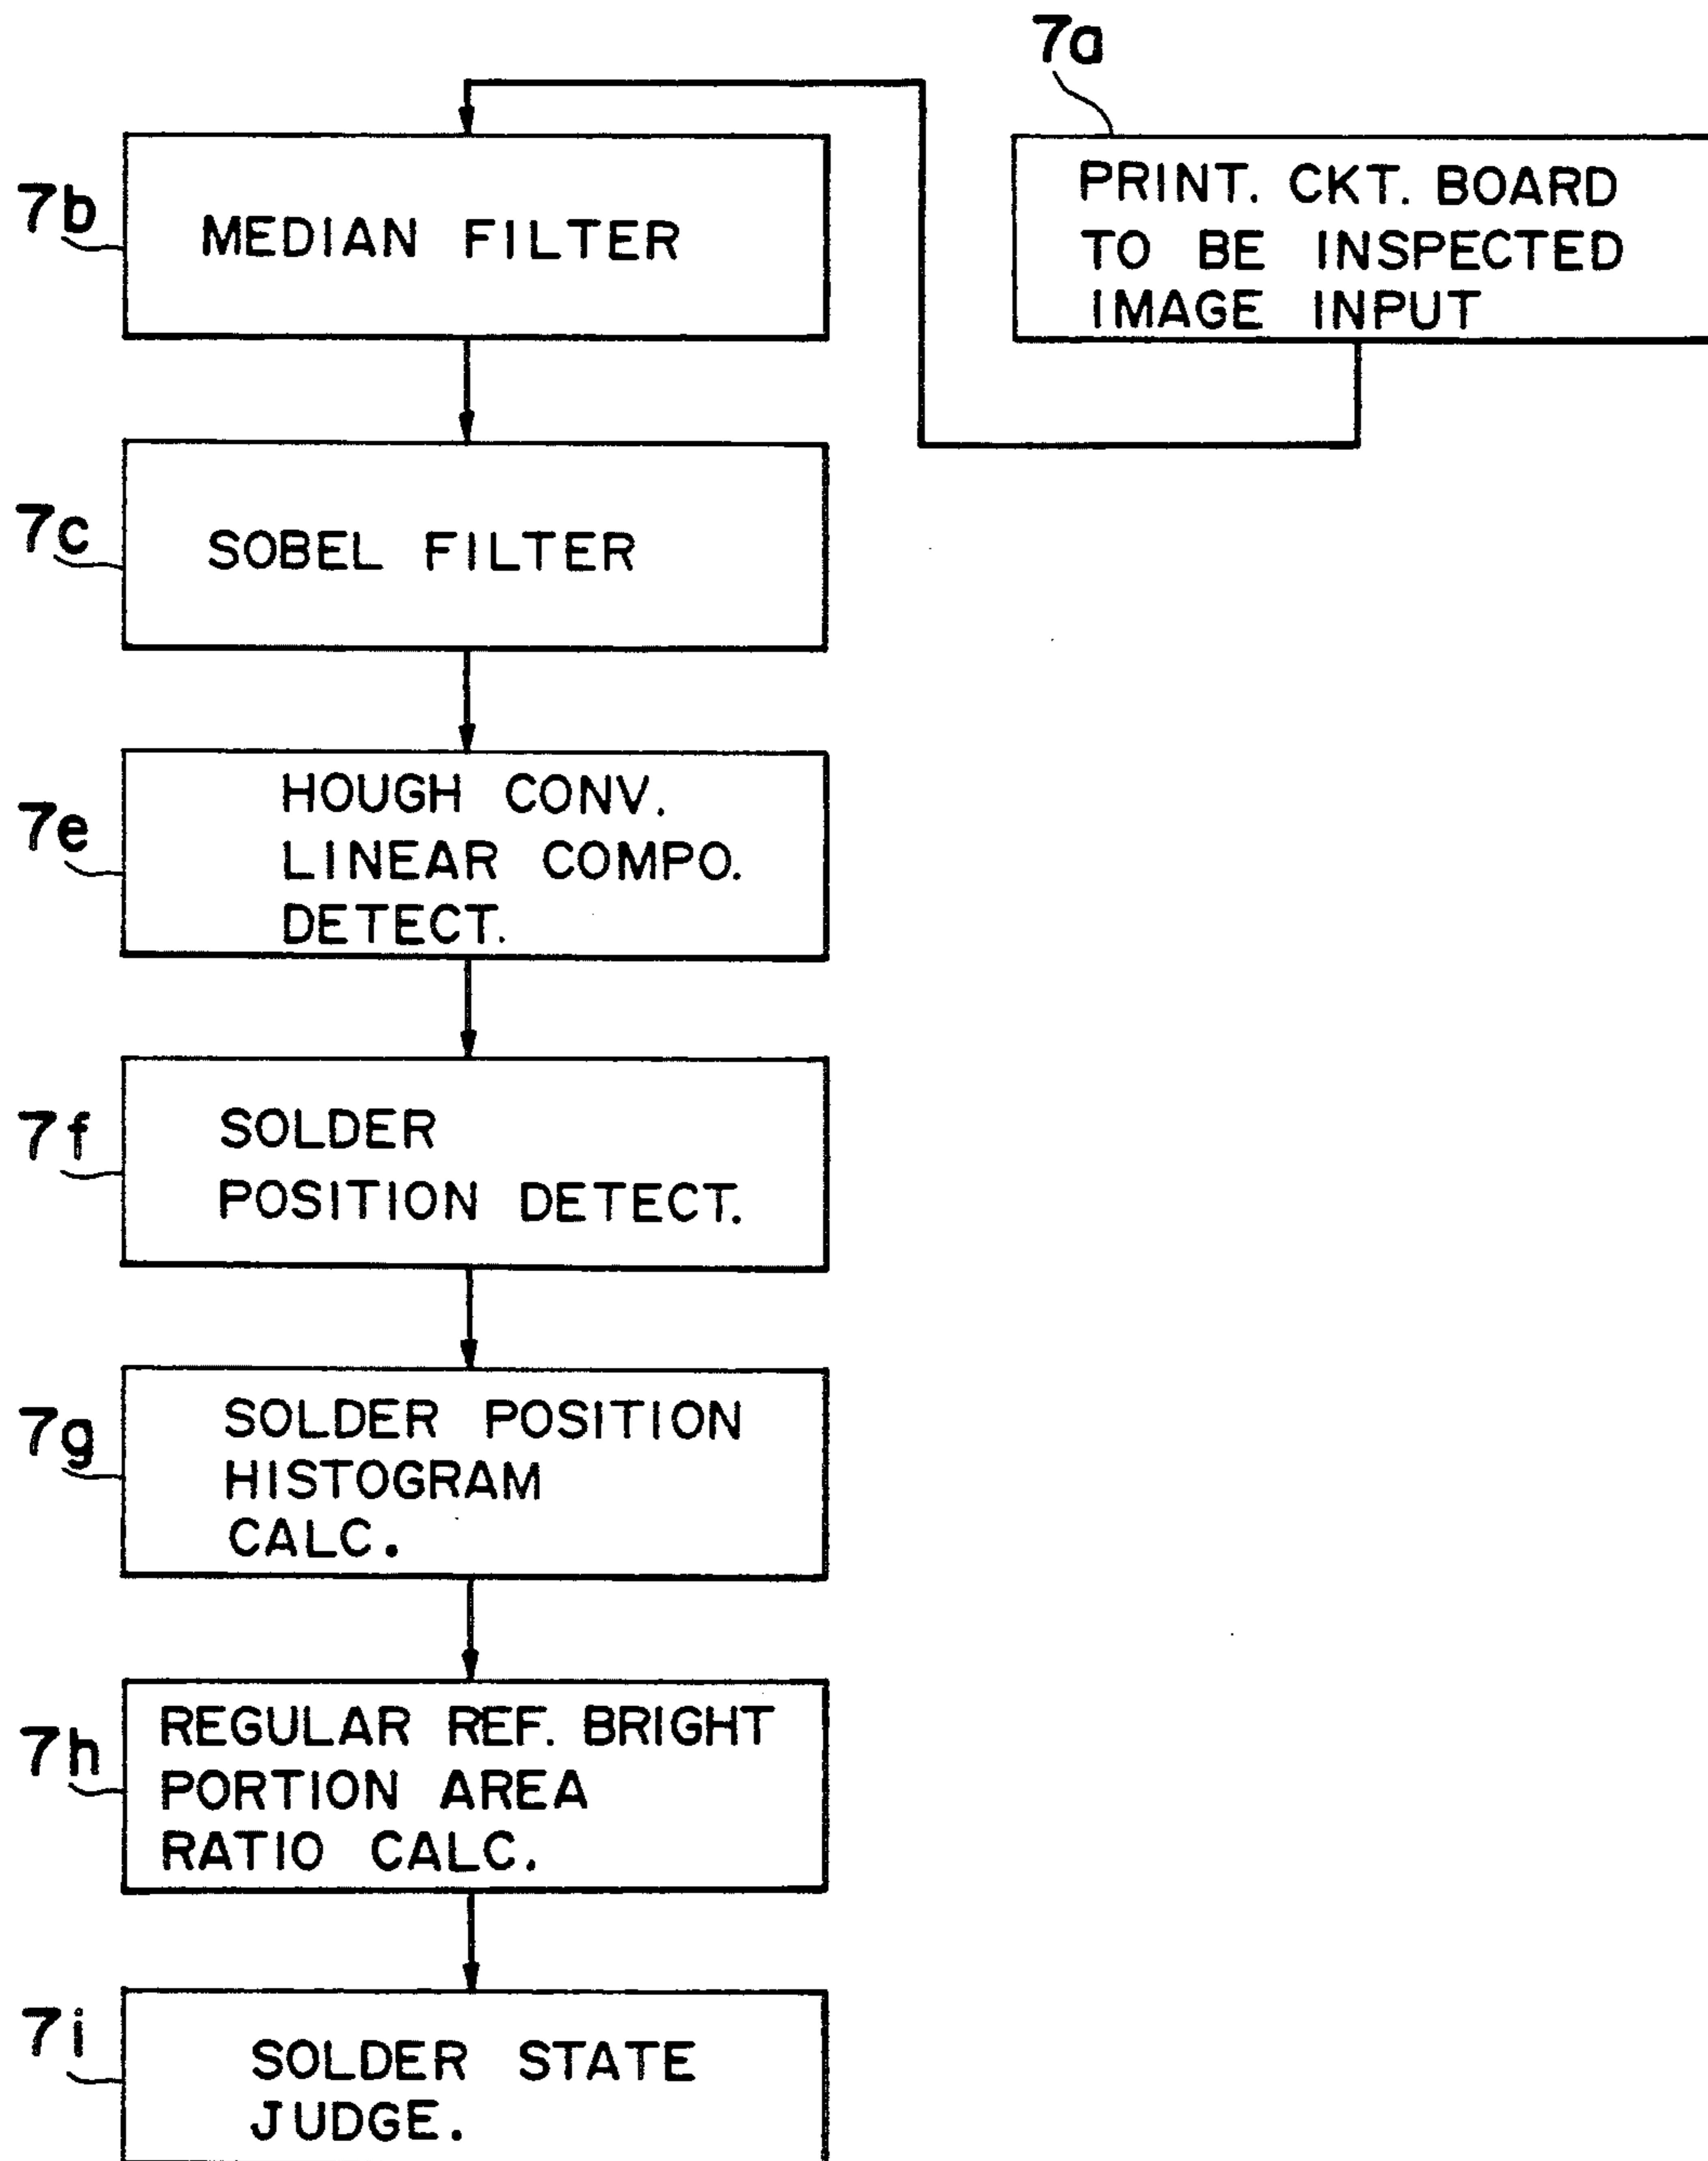 7a
PRINT. CKT. BOARD
TO BE INSPECTED
IMAGE INPUT
7b
MEDIAN FILTER
7c
SOBEL FILTER
7e
HOUGH CONV.
LINEAR COMPO.
DETECT.
7f
SOLDER
POSITION DETECT.
7g
SOLDER POSITION
HISTOGRAM
CALC.
7h
REGULAR REF. BRIGHT
PORTION AREA
RATIO CALC.
7i
SOLDER STATE
JUDGE.